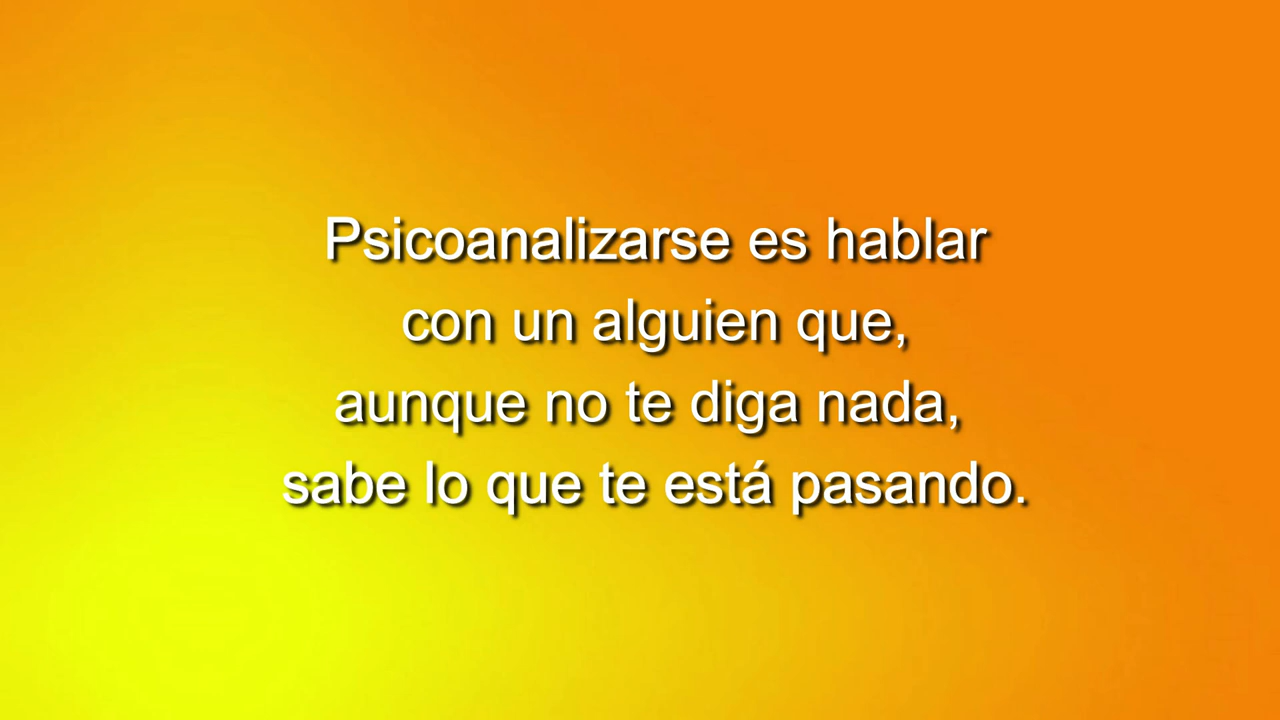 Psicoanalizarse es hablar
con un alguien que,
aunque no te diga nada,
sabe lo que te está pasando.